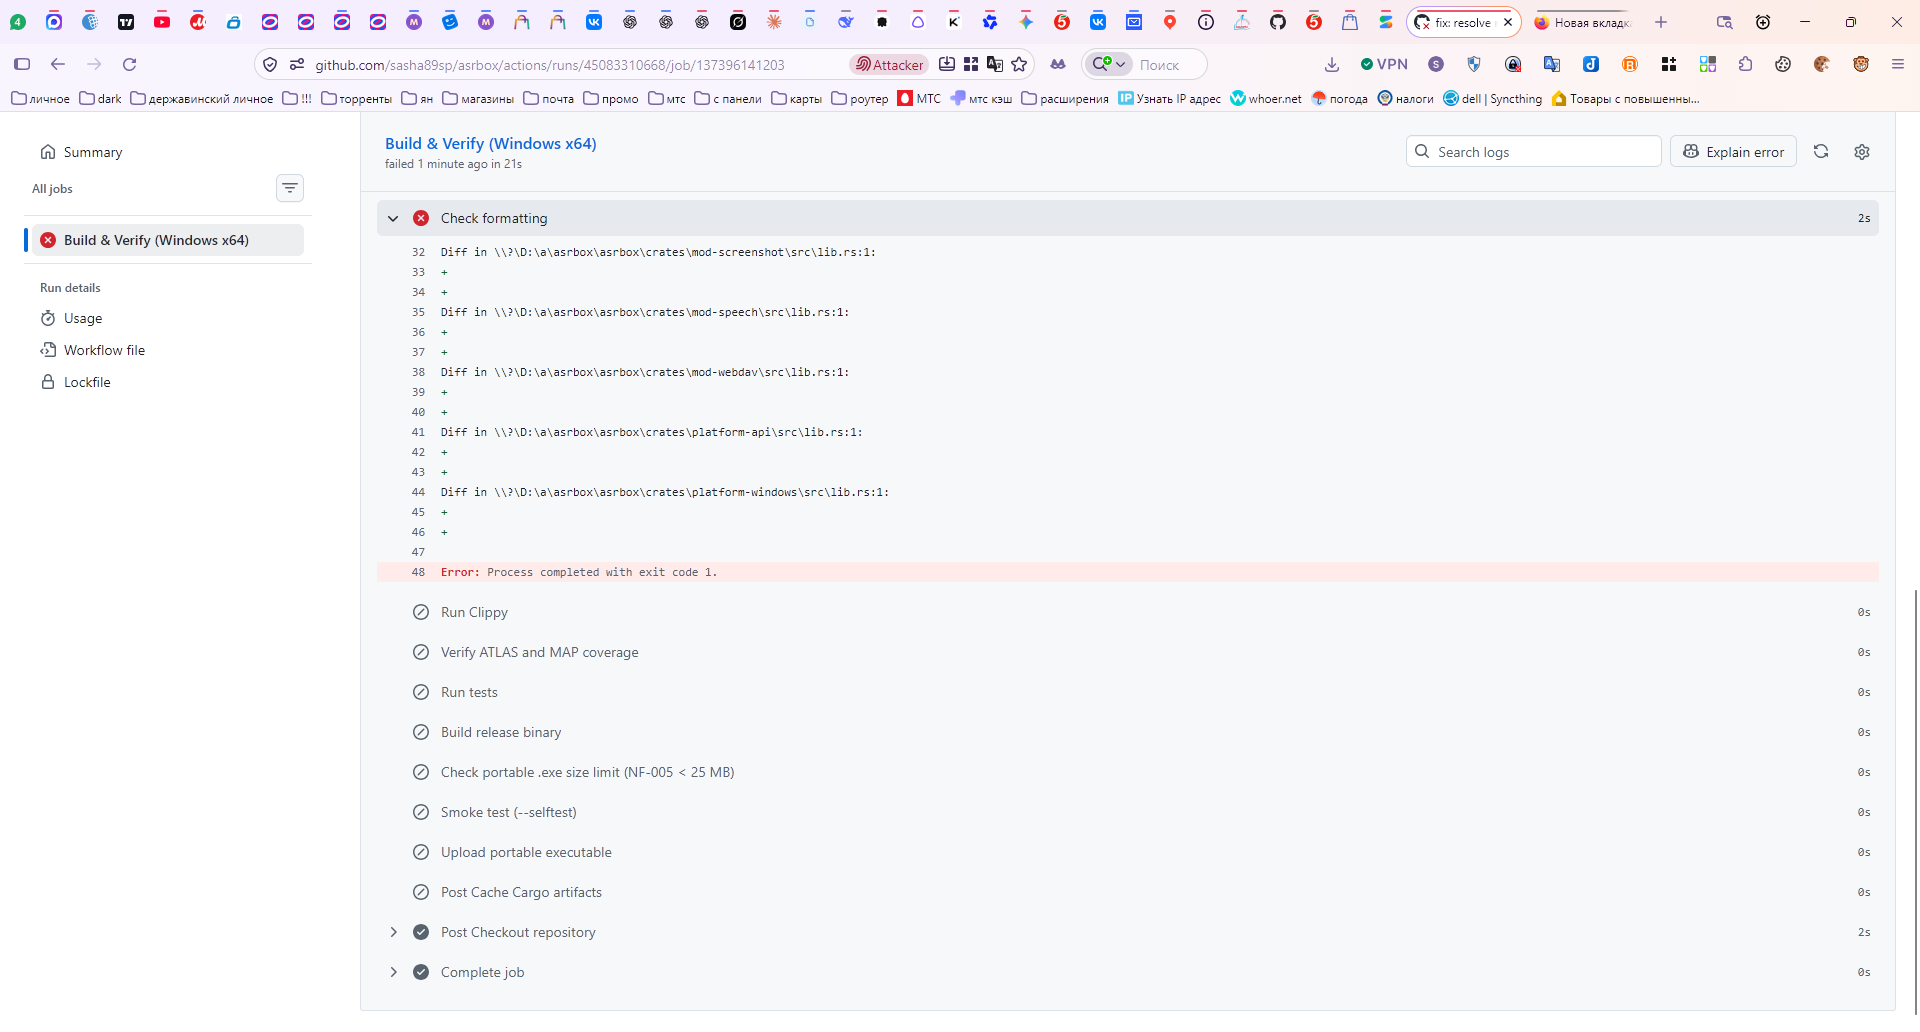 fix: resolve
Новая вкладка
github.com/sasha89sp/asrbox/actions/runs/45083310668/job/137396141203
Attacker
Поиск
VPN
личное
dark
державинский личное
!!!
торренты
ян
магазины
почта
промо
мтс
с панели
карты
роутер
МТС
мтс кэш
расширения
IP Узнать IP адрес
whoer.net
погода
налоги
dell | Syncthing
Товары с повышенны...
Summary
All jobs
Build & Verify (Windows x64)
Run details
Usage
Workflow file
Lockfile
Build & Verify (Windows x64)
failed 1 minute ago in 21s
Search logs
Explain error
Check formatting
2s
32 Diff in \\?\D:\a\asrbox\asrbox\crates\mod-screenshot\src\lib.rs:1:
33 +
34 +
35 Diff in \\?\D:\a\asrbox\asrbox\crates\mod-speech\src\lib.rs:1:
36 +
37 +
38 Diff in \\?\D:\a\asrbox\asrbox\crates\mod-webdav\src\lib.rs:1:
39 +
40 +
41 Diff in \\?\D:\a\asrbox\asrbox\crates\platform-api\src\lib.rs:1:
42 +
43 +
44 Diff in \\?\D:\a\asrbox\asrbox\crates\platform-windows\src\lib.rs:1:
45 +
46 +
47
48 Error: Process completed with exit code 1.
Run Clippy 0s
Verify ATLAS and MAP coverage 0s
Run tests 0s
Build release binary 0s
Check portable .exe size limit (NF-005 < 25 MB) 0s
Smoke test (--selftest) 0s
Upload portable executable 0s
Post Cache Cargo artifacts 0s
Post Checkout repository 2s
Complete job 0s